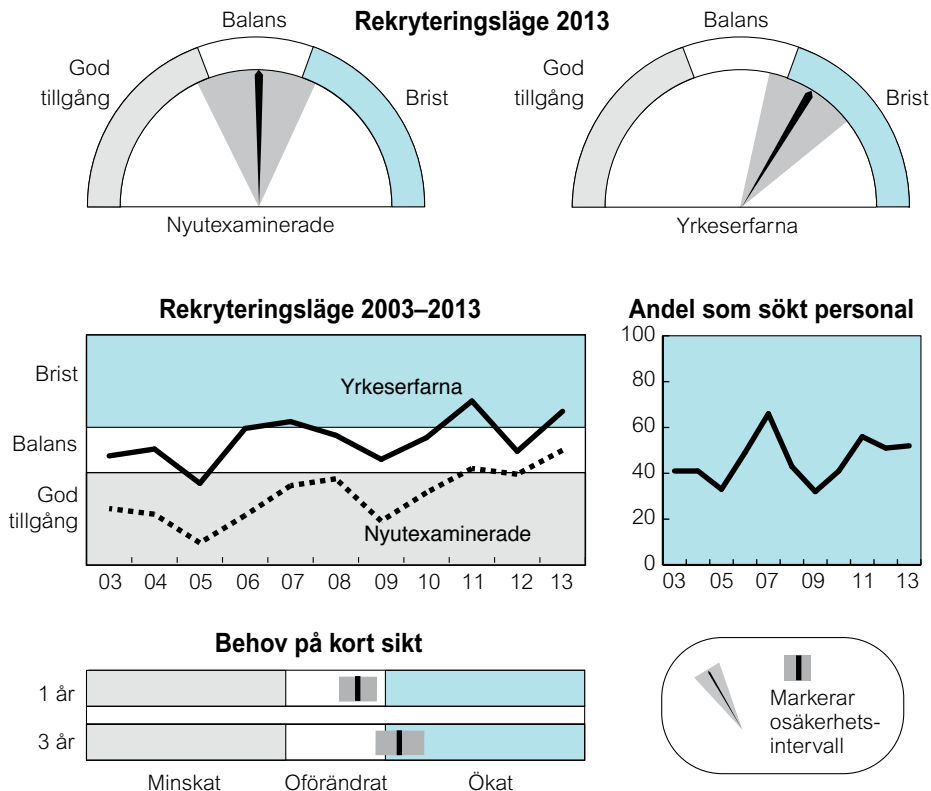 Rekryteringsläge 2013
Balans
God
tillgång
Brist
Nyutexaminerade
Balans
God
tillgång
Brist
Yrkeserfarna
Rekryteringsläge 2003–2013
Brist
Balans
God
tillgång
Yrkeserfarna
Nyutexaminerade
03 04 05 06 07 08 09 10 11 12 13
Andel som sökt personal
100
80
60
40
20
0
03 05 07 09 11 13
Behov på kort sikt
1 år
3 år
Minskat Oförändrat Ökat
Markerar
osäkerhets-
intervall